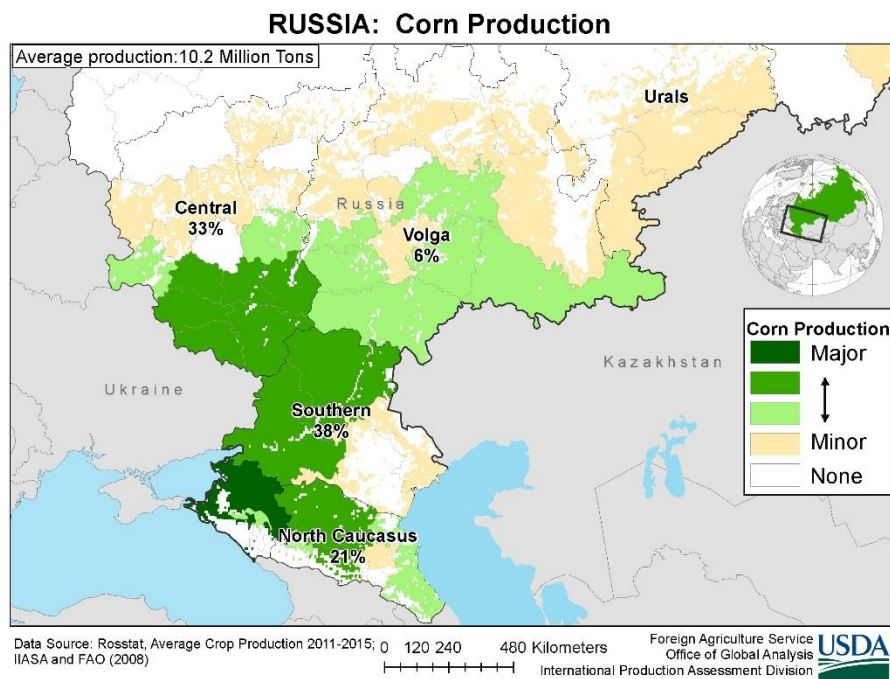 RUSSIA: Corn Production
Average production:10.2 Million Tons
Urals
Central
33%
Russia
Volga
6%
Corn Production
Major
Minor
None
Kazakhstan
Ukraine
Southern
38%
North Caucasus
21%
Data Source: Rosstat, Average Crop Production 2011-2015;
IIASA and FAO (2008)
0 120 240 480 Kilometers
Foreign Agriculture Service
Office of Global Analysis
International Production Assessment Division
USDA